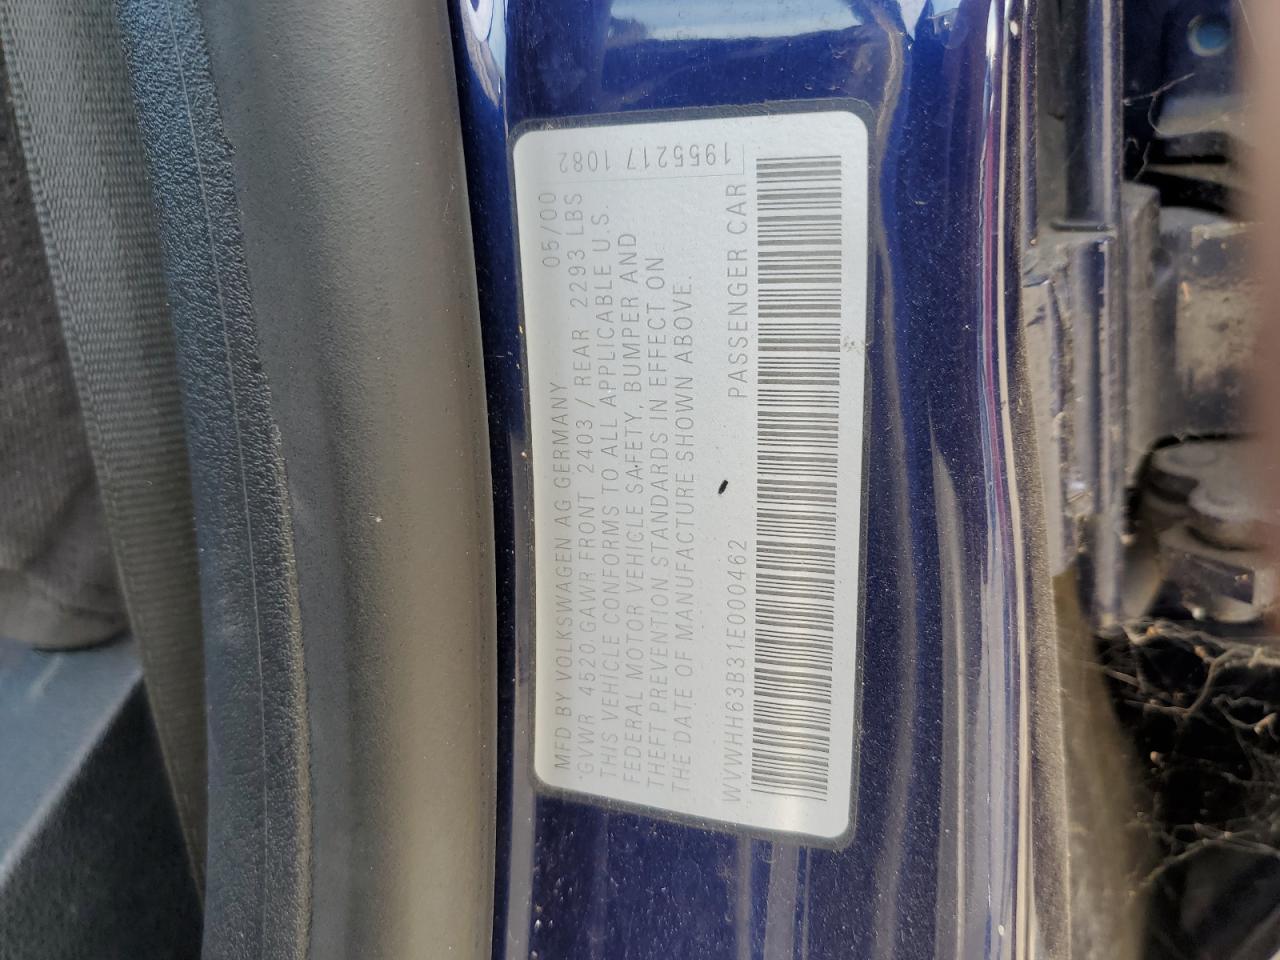 MFD BY VOLKSWAGEN AG GERMANY 05/00
GVWR 4520 GAWR FRONT 2403 / REAR 2293 LBS
THIS VEHICLE CONFORMS TO ALL APPLICABLE U.S.
FEDERAL MOTOR VEHICLE SAFETY, BUMPER AND
THEFT PREVENTION STANDARDS IN EFFECT ON
THE DATE OF MANUFACTURE SHOWN ABOVE.
WVWHH63B31E000462 PASSENGER CAR
1955217 1082